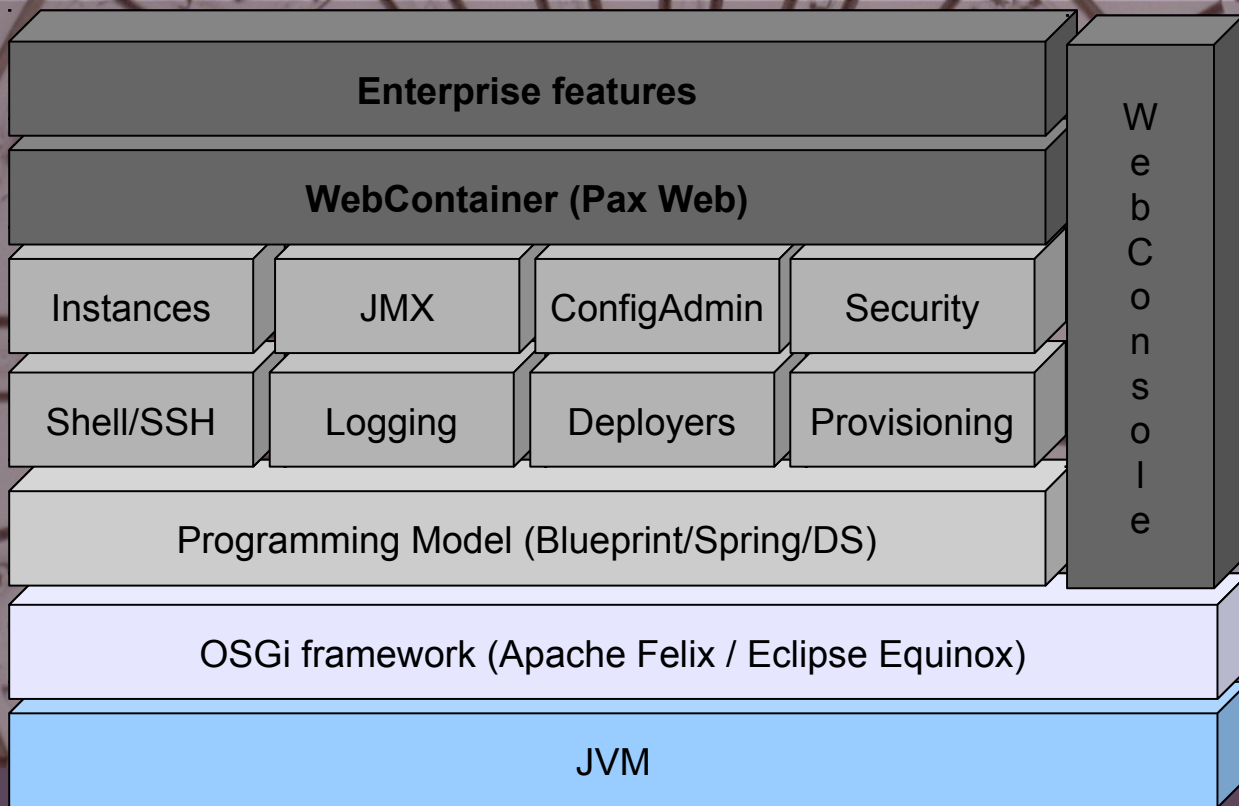 Enterprise features
WebContainer (Pax Web)
Instances
JMX
ConfigAdmin
Security
Shell/SSH
Logging
Deployers
Provisioning
Programming Model (Blueprint/Spring/DS)
OSGi framework (Apache Felix / Eclipse Equinox)
JVM
WebConsole